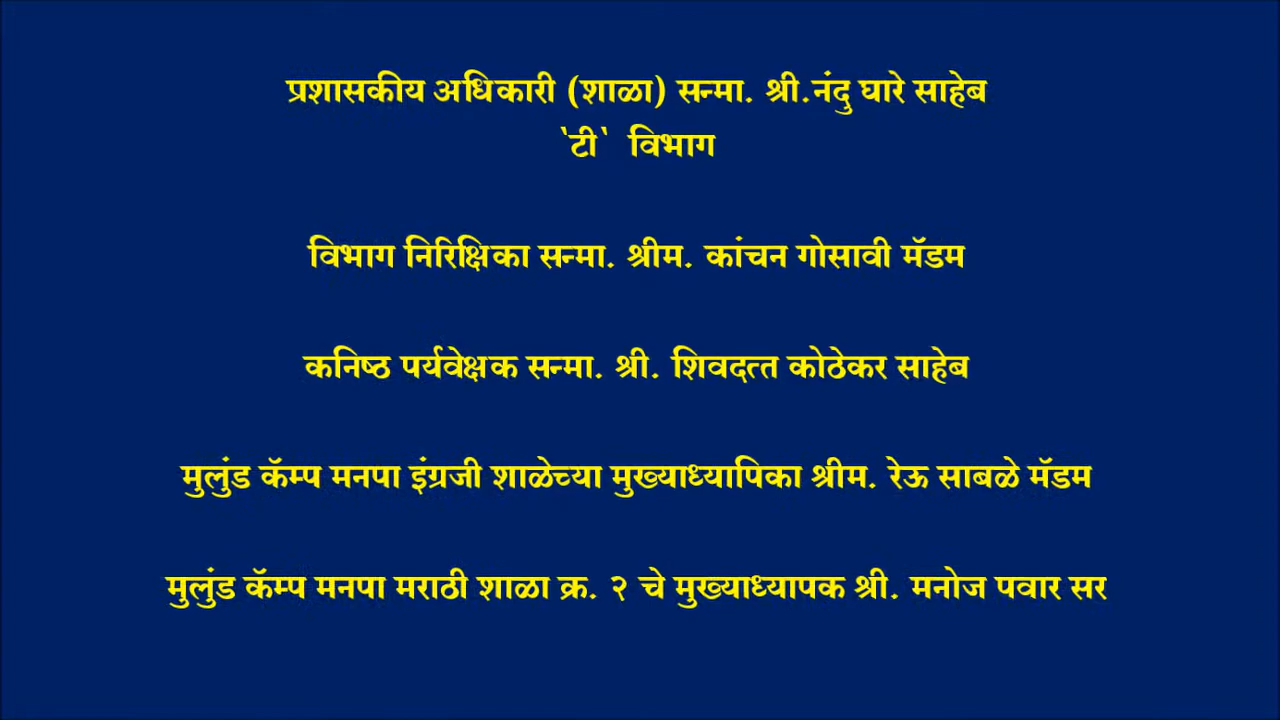 प्रशासकीय अधिकारी (शाळा) सन्मा. श्री.नंदु घारे साहेब
`टी` विभाग
विभाग निरिक्षिका सन्मा. श्रीम. कांचन गोसावी मॅडम
कनिष्ठ पर्यवेक्षक सन्मा. श्री. शिवदत्त कोठेकर साहेब
मुलुंड कॅम्प मनपा इंग्रजी शाळेच्या मुख्याध्यापिका श्रीम. रेऊ साबळे मॅडम
मुलुंड कॅम्प मनपा मराठी शाळा क्र. २ चे मुख्याध्यापक श्री. मनोज पवार सर